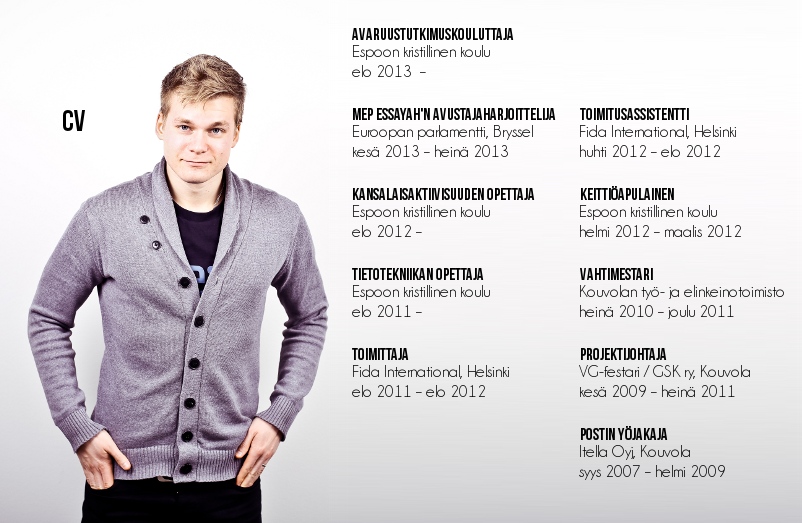 CV
AVARUUSTUTKIMUSKOULUTTAJA
Espoon kristillinen koulu
elo 2013 –
MEP ESSAYAH'N AVUSTAJAHARJOITTELIJA
Euroopan parlamentti, Bryssel
kesä 2013 – heinä 2013
KANSALAISAKTIIVISUUDEN OPETTAJA
Espoon kristillinen koulu
elo 2012 –
TIETOTEKNIIKAN OPETTAJA
Espoon kristillinen koulu
elo 2011 –
TOIMITTAJA
Fida International, Helsinki
elo 2011 – elo 2012
TOIMITUSASSISTENTTI
Fida International, Helsinki
huhti 2012 – elo 2012
KEITTIÖAPULAINEN
Espoon kristillinen koulu
helmi 2012 – maalis 2012
VAHTIMESTARI
Kouvolan työ- ja elinkeinotoimisto
heinä 2010 – joulu 2011
PROJEKTIJOHTAJA
VG-festari / GSK ry, Kouvola
kesä 2009 – heinä 2011
POSTIN YÖJAKAJA
Itella Oyj, Kouvola
syys 2007 – helmi 2009